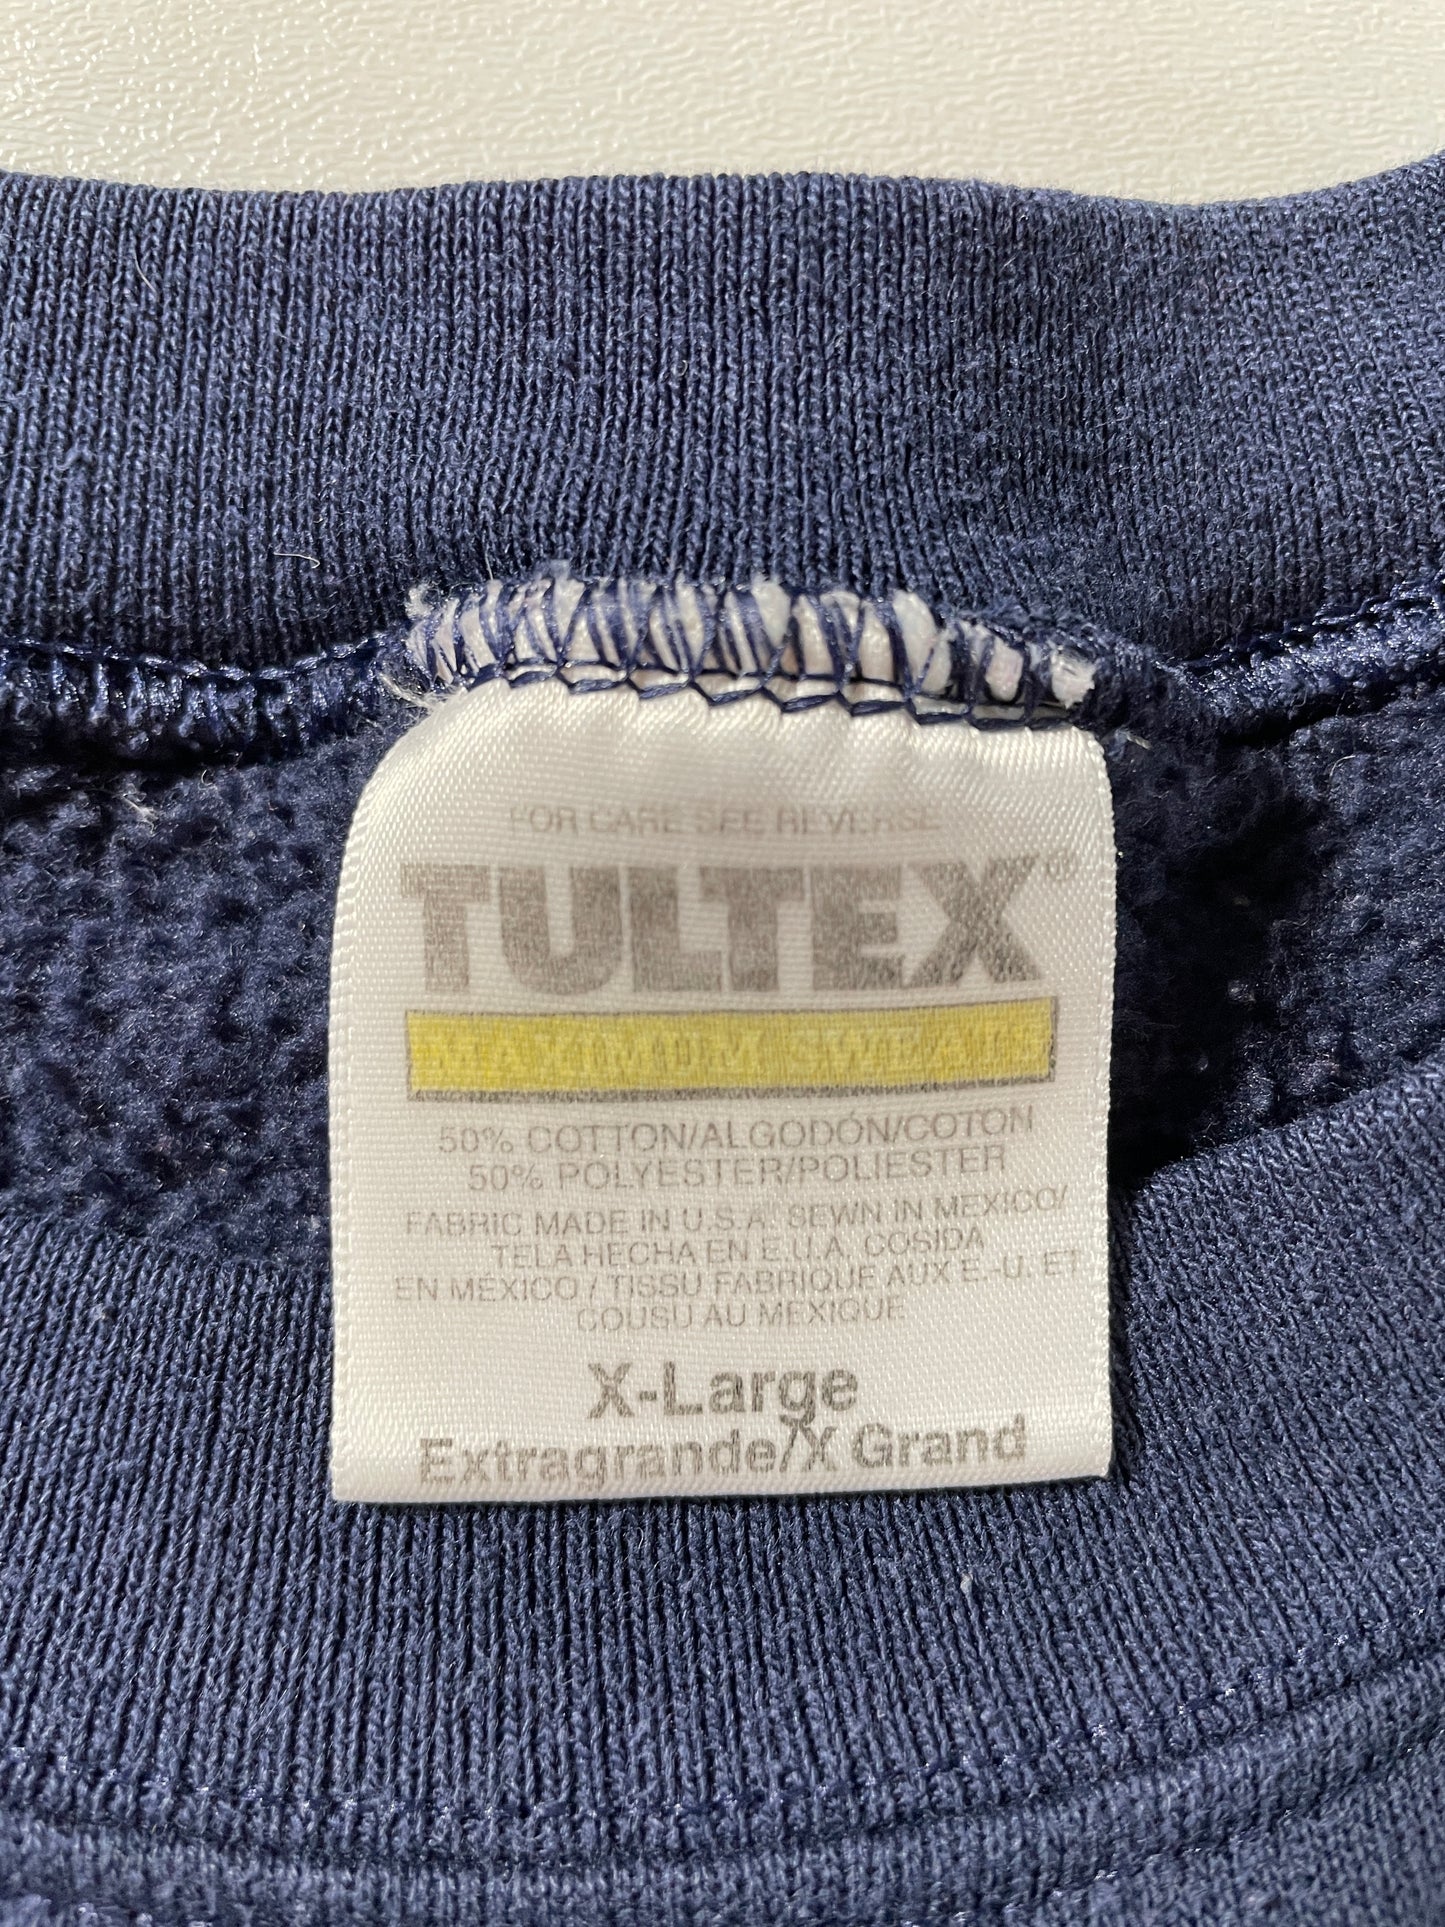 FOR CARE SEE REVERSE
TULTEX®
MAXIMUM SWEATS
50% COTTON/ALGODÓN/COTON
50% POLYESTER/POLIESTER
FABRIC MADE IN U.S.A. SEWN IN MEXICO/
TELA HECHA EN E.U.A. COSIDA
EN MÉXICO / TISSU FABRIQUE AUX E.-U. ET
COUSU AU MEXIQUE
X-Large
Extragrande/X Grand